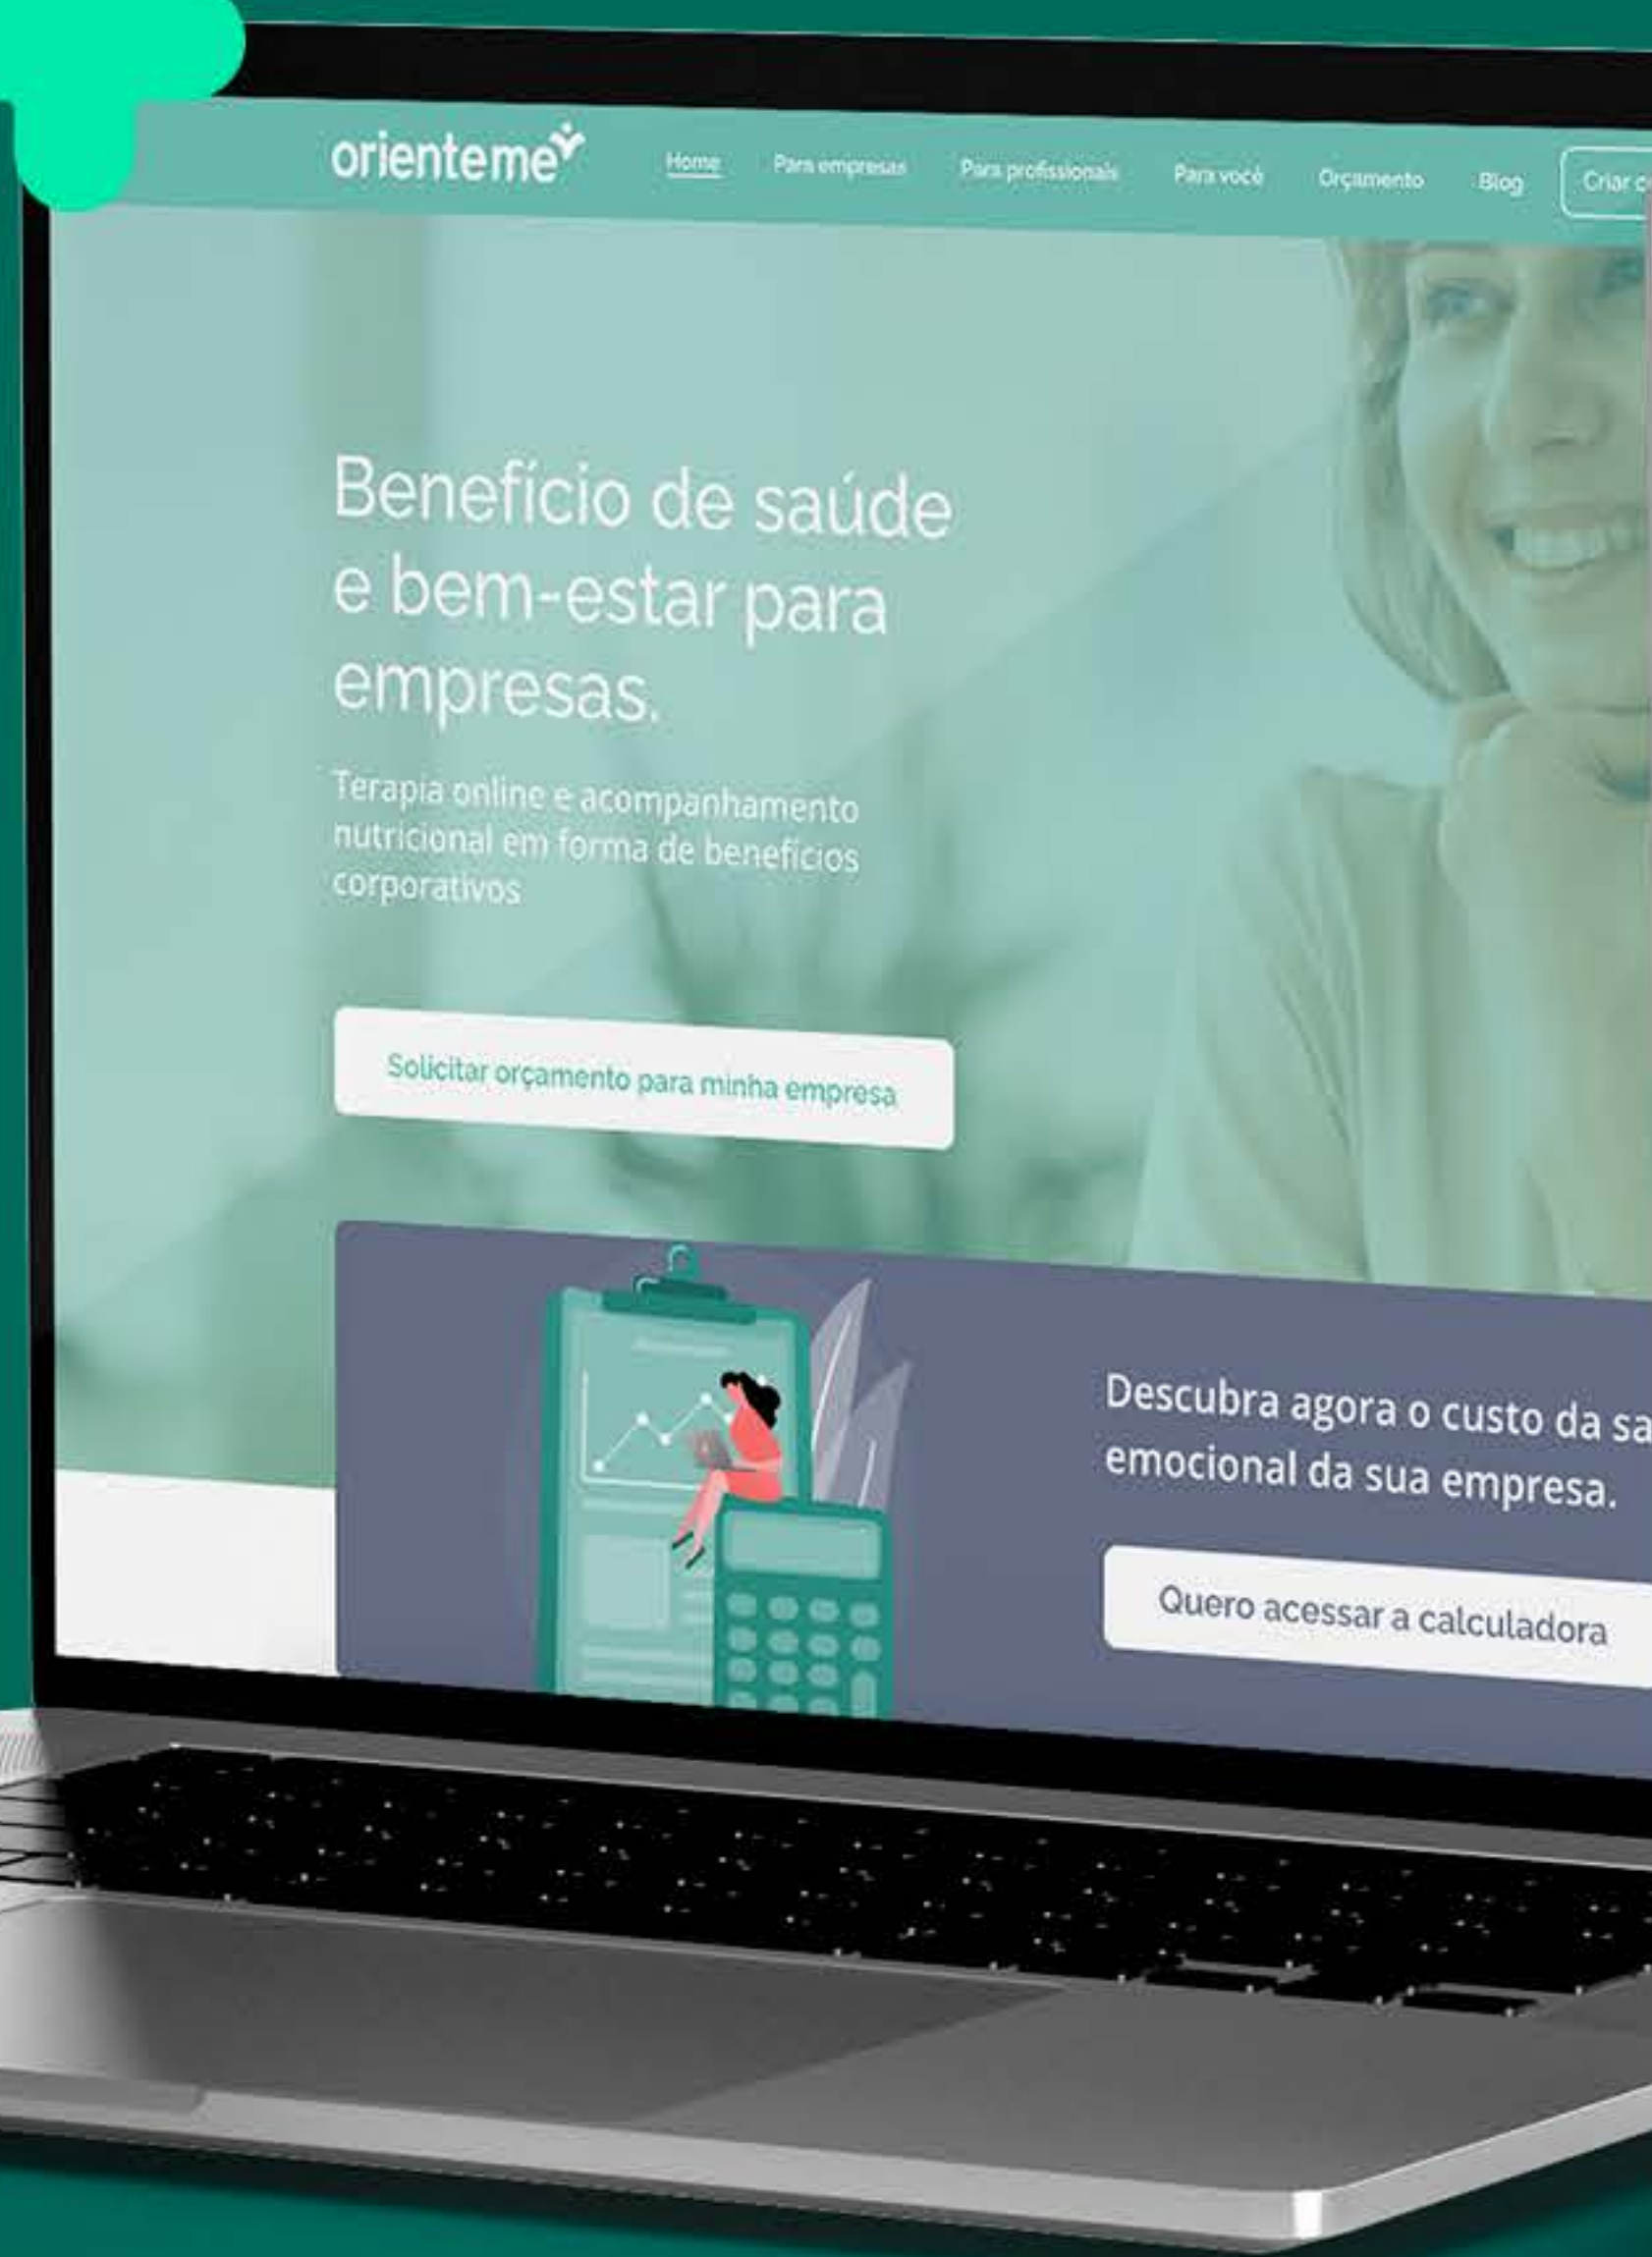 orienteme
Home Para empresas Para profissionais Para você Orçamento Blog Criar
Benefício de saúde
e bem-estar para
empresas.
Terapia online e acompanhamento
nutricional em forma de benefícios
corporativos
Solicitar orçamento para minha empresa
Descubra agora o custo da
emocional da sua empresa.
Quero acessar a calculadora